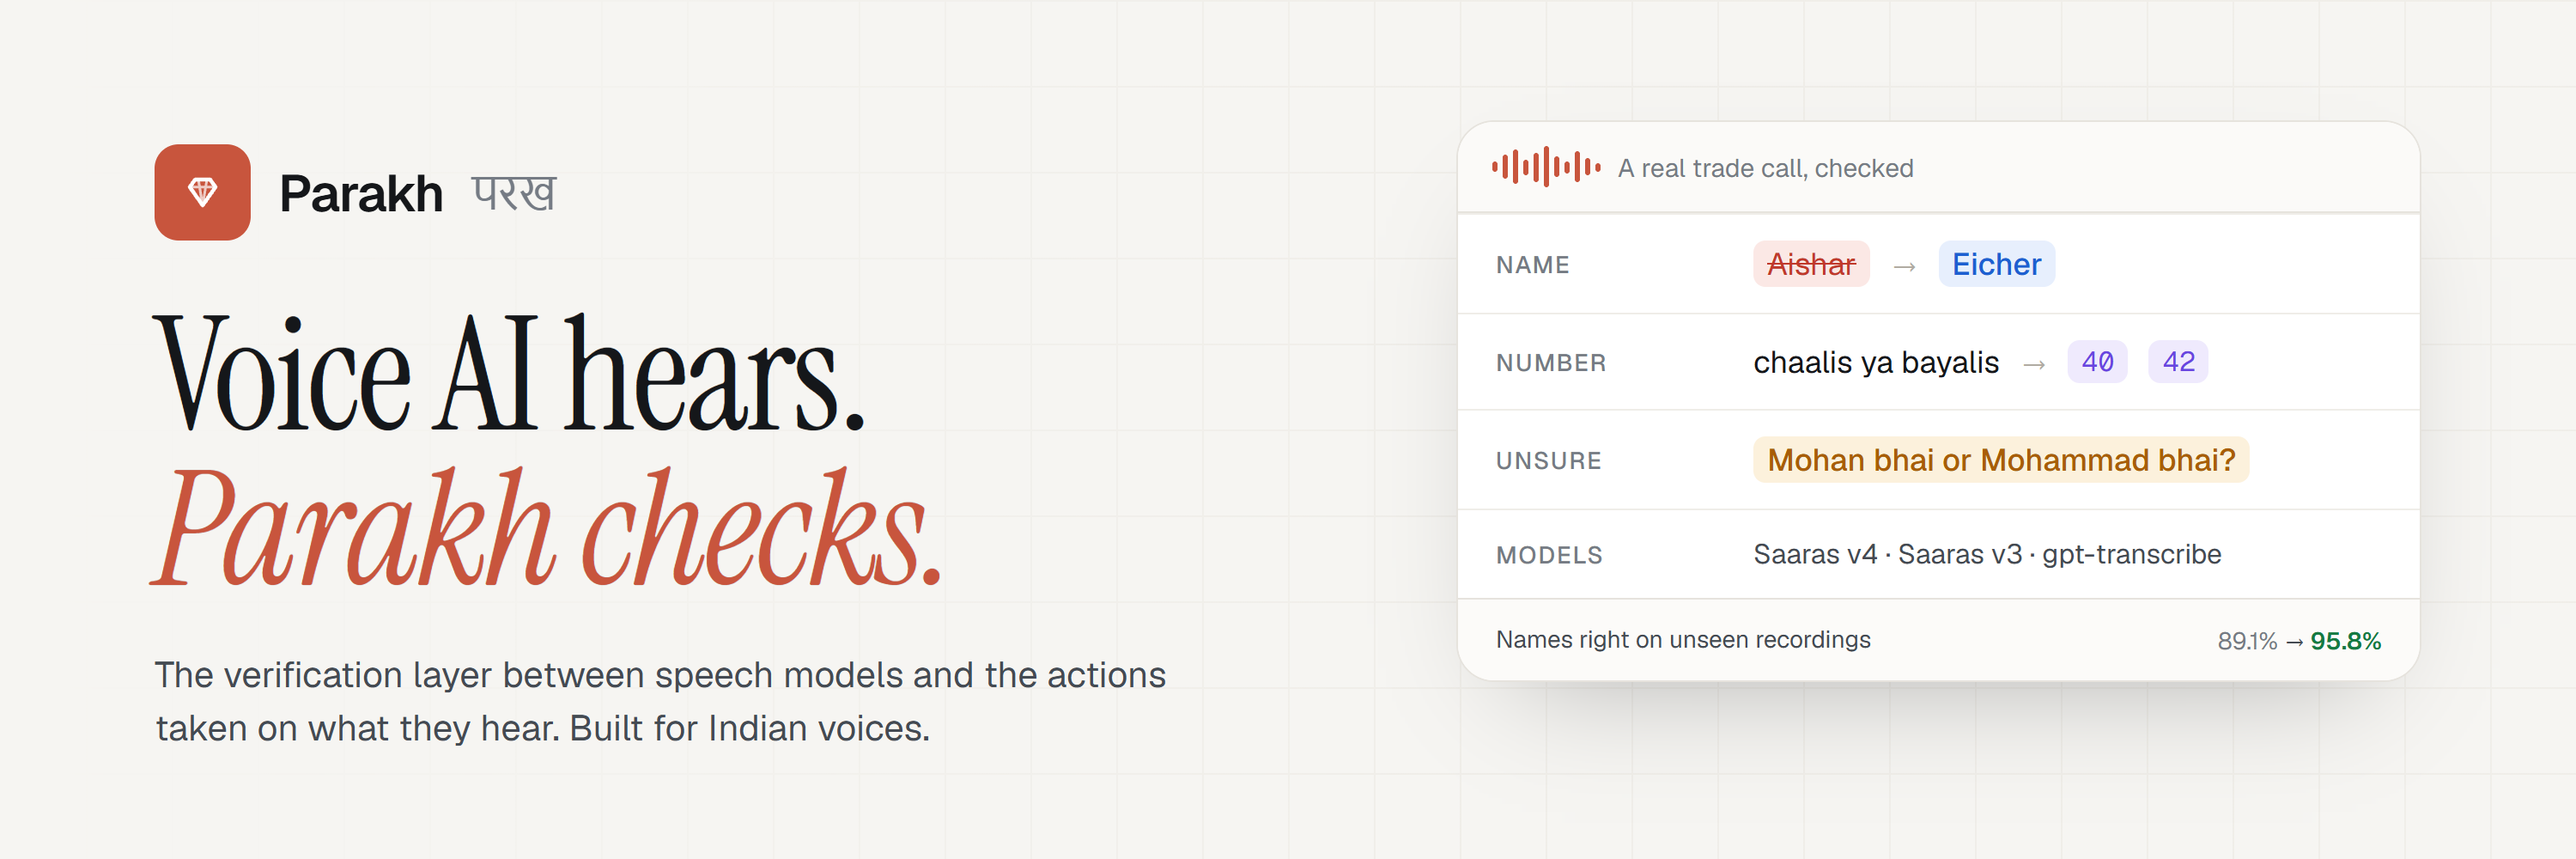 Parakh परख
Voice AI hears.
Parakh checks.
The verification layer between speech models and the actions
taken on what they hear. Built for Indian voices.
A real trade call, checked
NAME Aishar → Eicher
NUMBER chaalis ya bayalis → 40 42
UNSURE Mohan bhai or Mohammad bhai?
MODELS Saaras v4 · Saaras v3 · gpt-transcribe
Names right on unseen recordings 89.1% → 95.8%